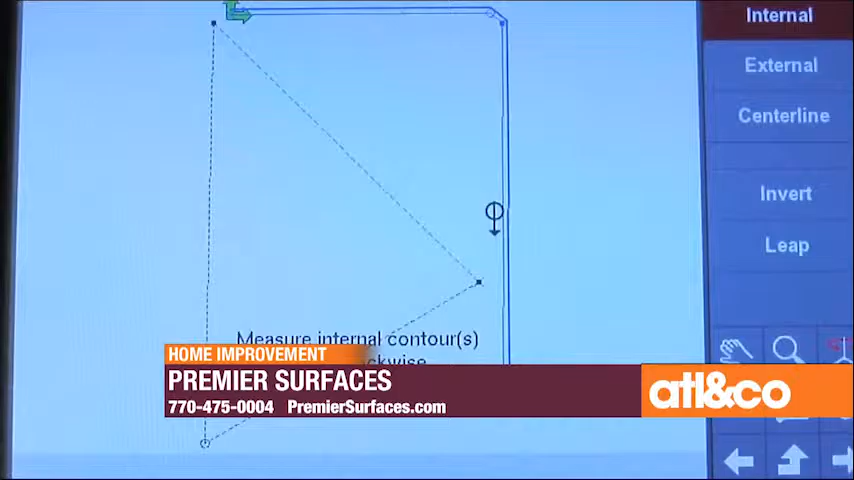 Internal
External
Centerline
Invert
Leap
Measure internal contour(s)
ckwise
HOME IMPROVEMENT
PREMIER SURFACES
770-475-0004 PremierSurfaces.com
atl&co